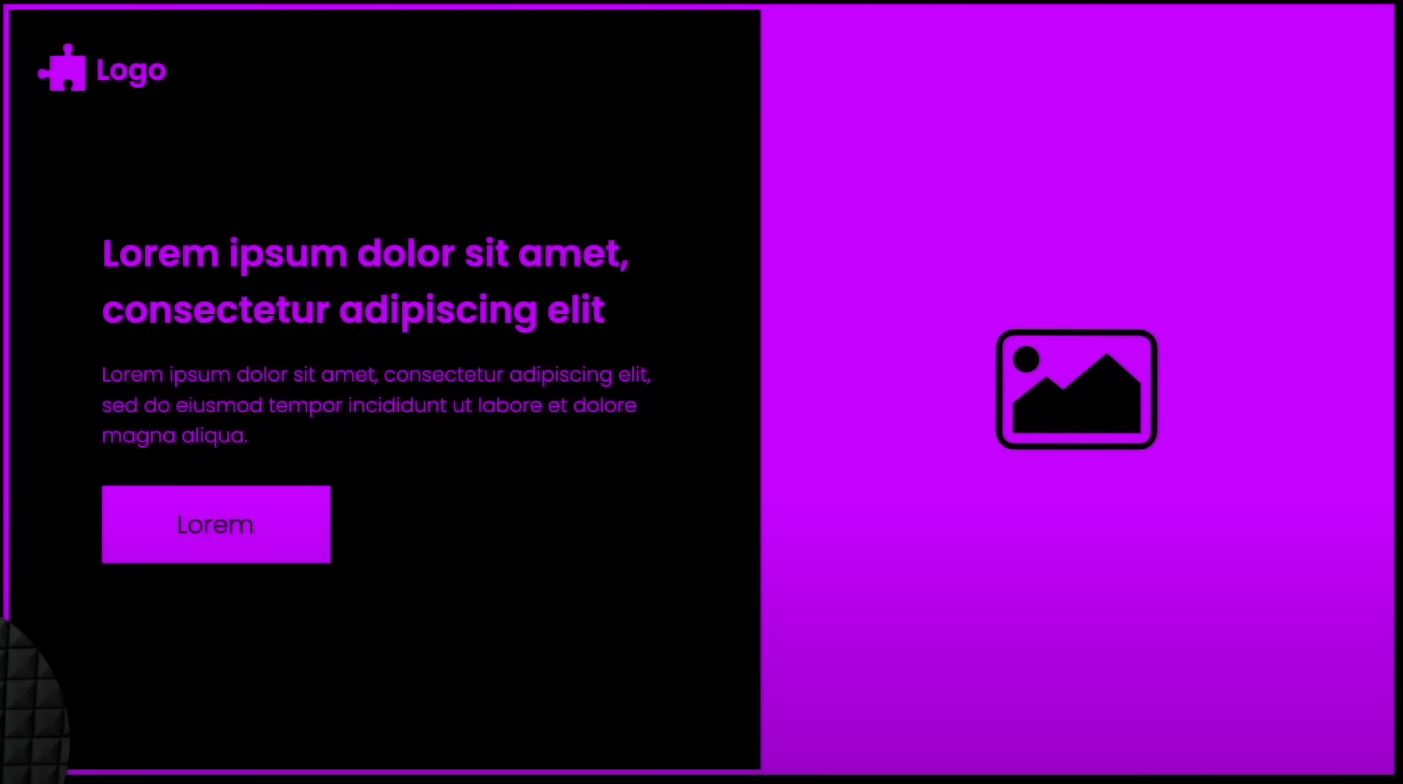 Logo
Lorem ipsum dolor sit amet,
consectetur adipiscing elit
Lorem ipsum dolor sit amet, consectetur adipiscing elit,
sed do eiusmod tempor incididunt ut labore et dolore
magna aliqua.
Lorem